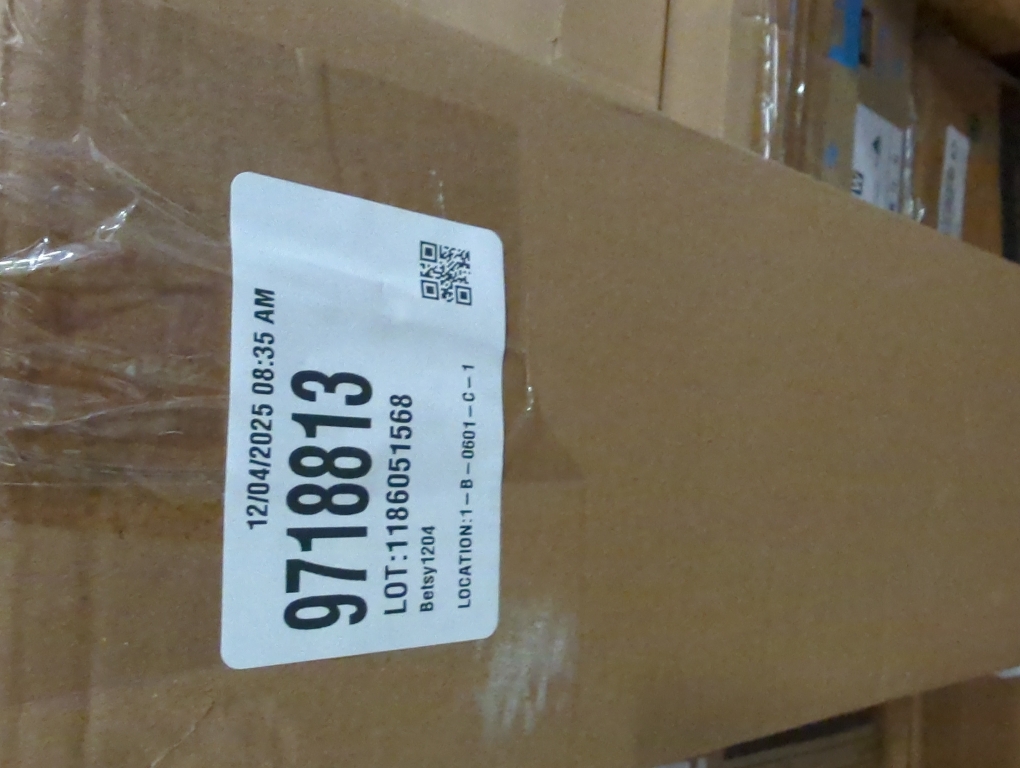 12/04/2025 08:35 AM
9718813
LOT:1186051568
Betsy1204
LOCATION:1-B-0601-C-1